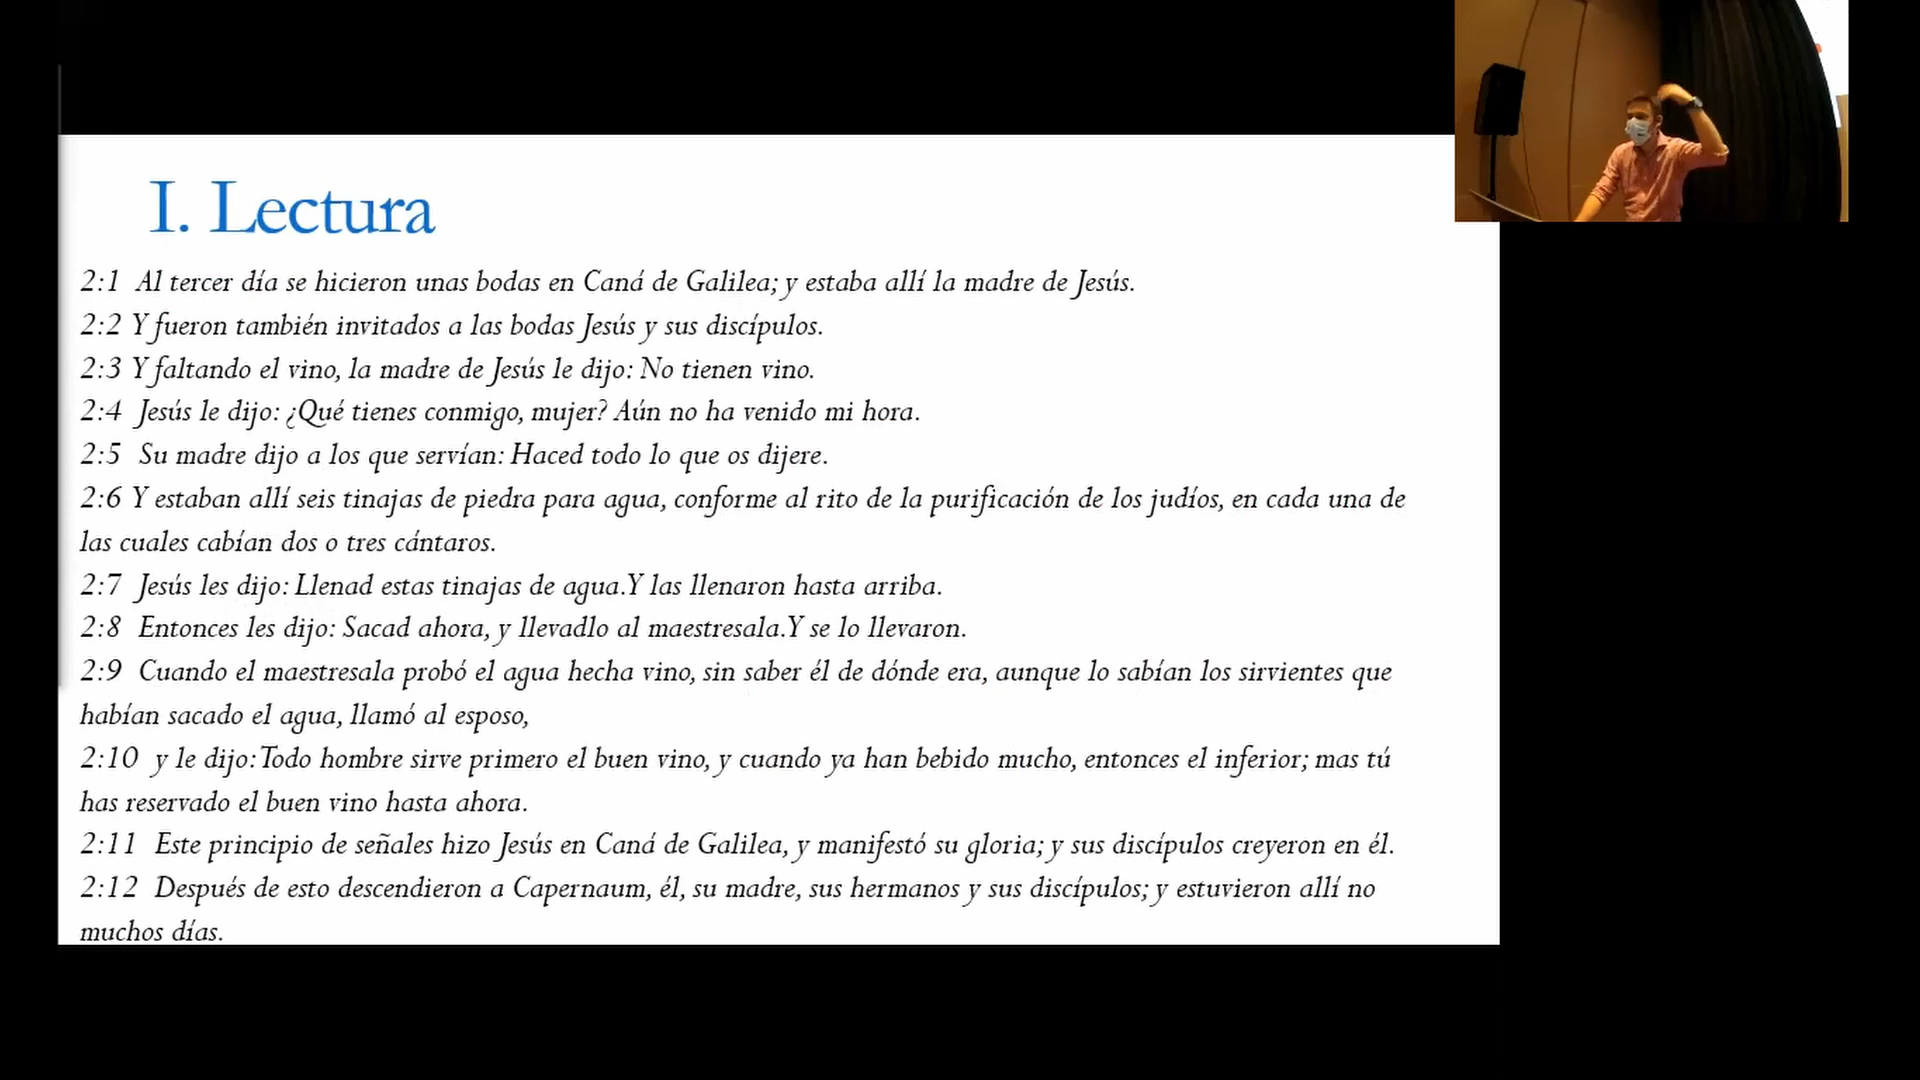 I. Lectura
2:1 Al tercer día se hicieron unas bodas en Caná de Galilea; y estaba allí la madre de Jesús.
2:2 Y fueron también invitados a las bodas Jesús y sus discípulos.
2:3 Y faltando el vino, la madre de Jesús le dijo: No tienen vino.
2:4 Jesús le dijo: ¿Qué tienes conmigo, mujer? Aún no ha venido mi hora.
2:5 Su madre dijo a los que servían: Haced todo lo que os dijere.
2:6 Y estaban allí seis tinajas de piedra para agua, conforme al rito de la purificación de los judíos, en cada una de
las cuales cabían dos o tres cántaros.
2:7 Jesús les dijo: Llenad estas tinajas de agua.Y las llenaron hasta arriba.
2:8 Entonces les dijo: Sacad ahora, y llevadlo al maestresala.Y se lo llevaron.
2:9 Cuando el maestresala probó el agua hecha vino, sin saber él de dónde era, aunque lo sabían los sirvientes que
habían sacado el agua, llamó al esposo,
2:10 y le dijo:Todo hombre sirve primero el buen vino, y cuando ya han bebido mucho, entonces el inferior; mas tú
has reservado el buen vino hasta ahora.
2:11 Este principio de señales hizo Jesús en Caná de Galilea, y manifestó su gloria; y sus discípulos creyeron en él.
2:12 Después de esto descendieron a Capernaum, él, su madre, sus hermanos y sus discípulos; y estuvieron allí no
muchos días.